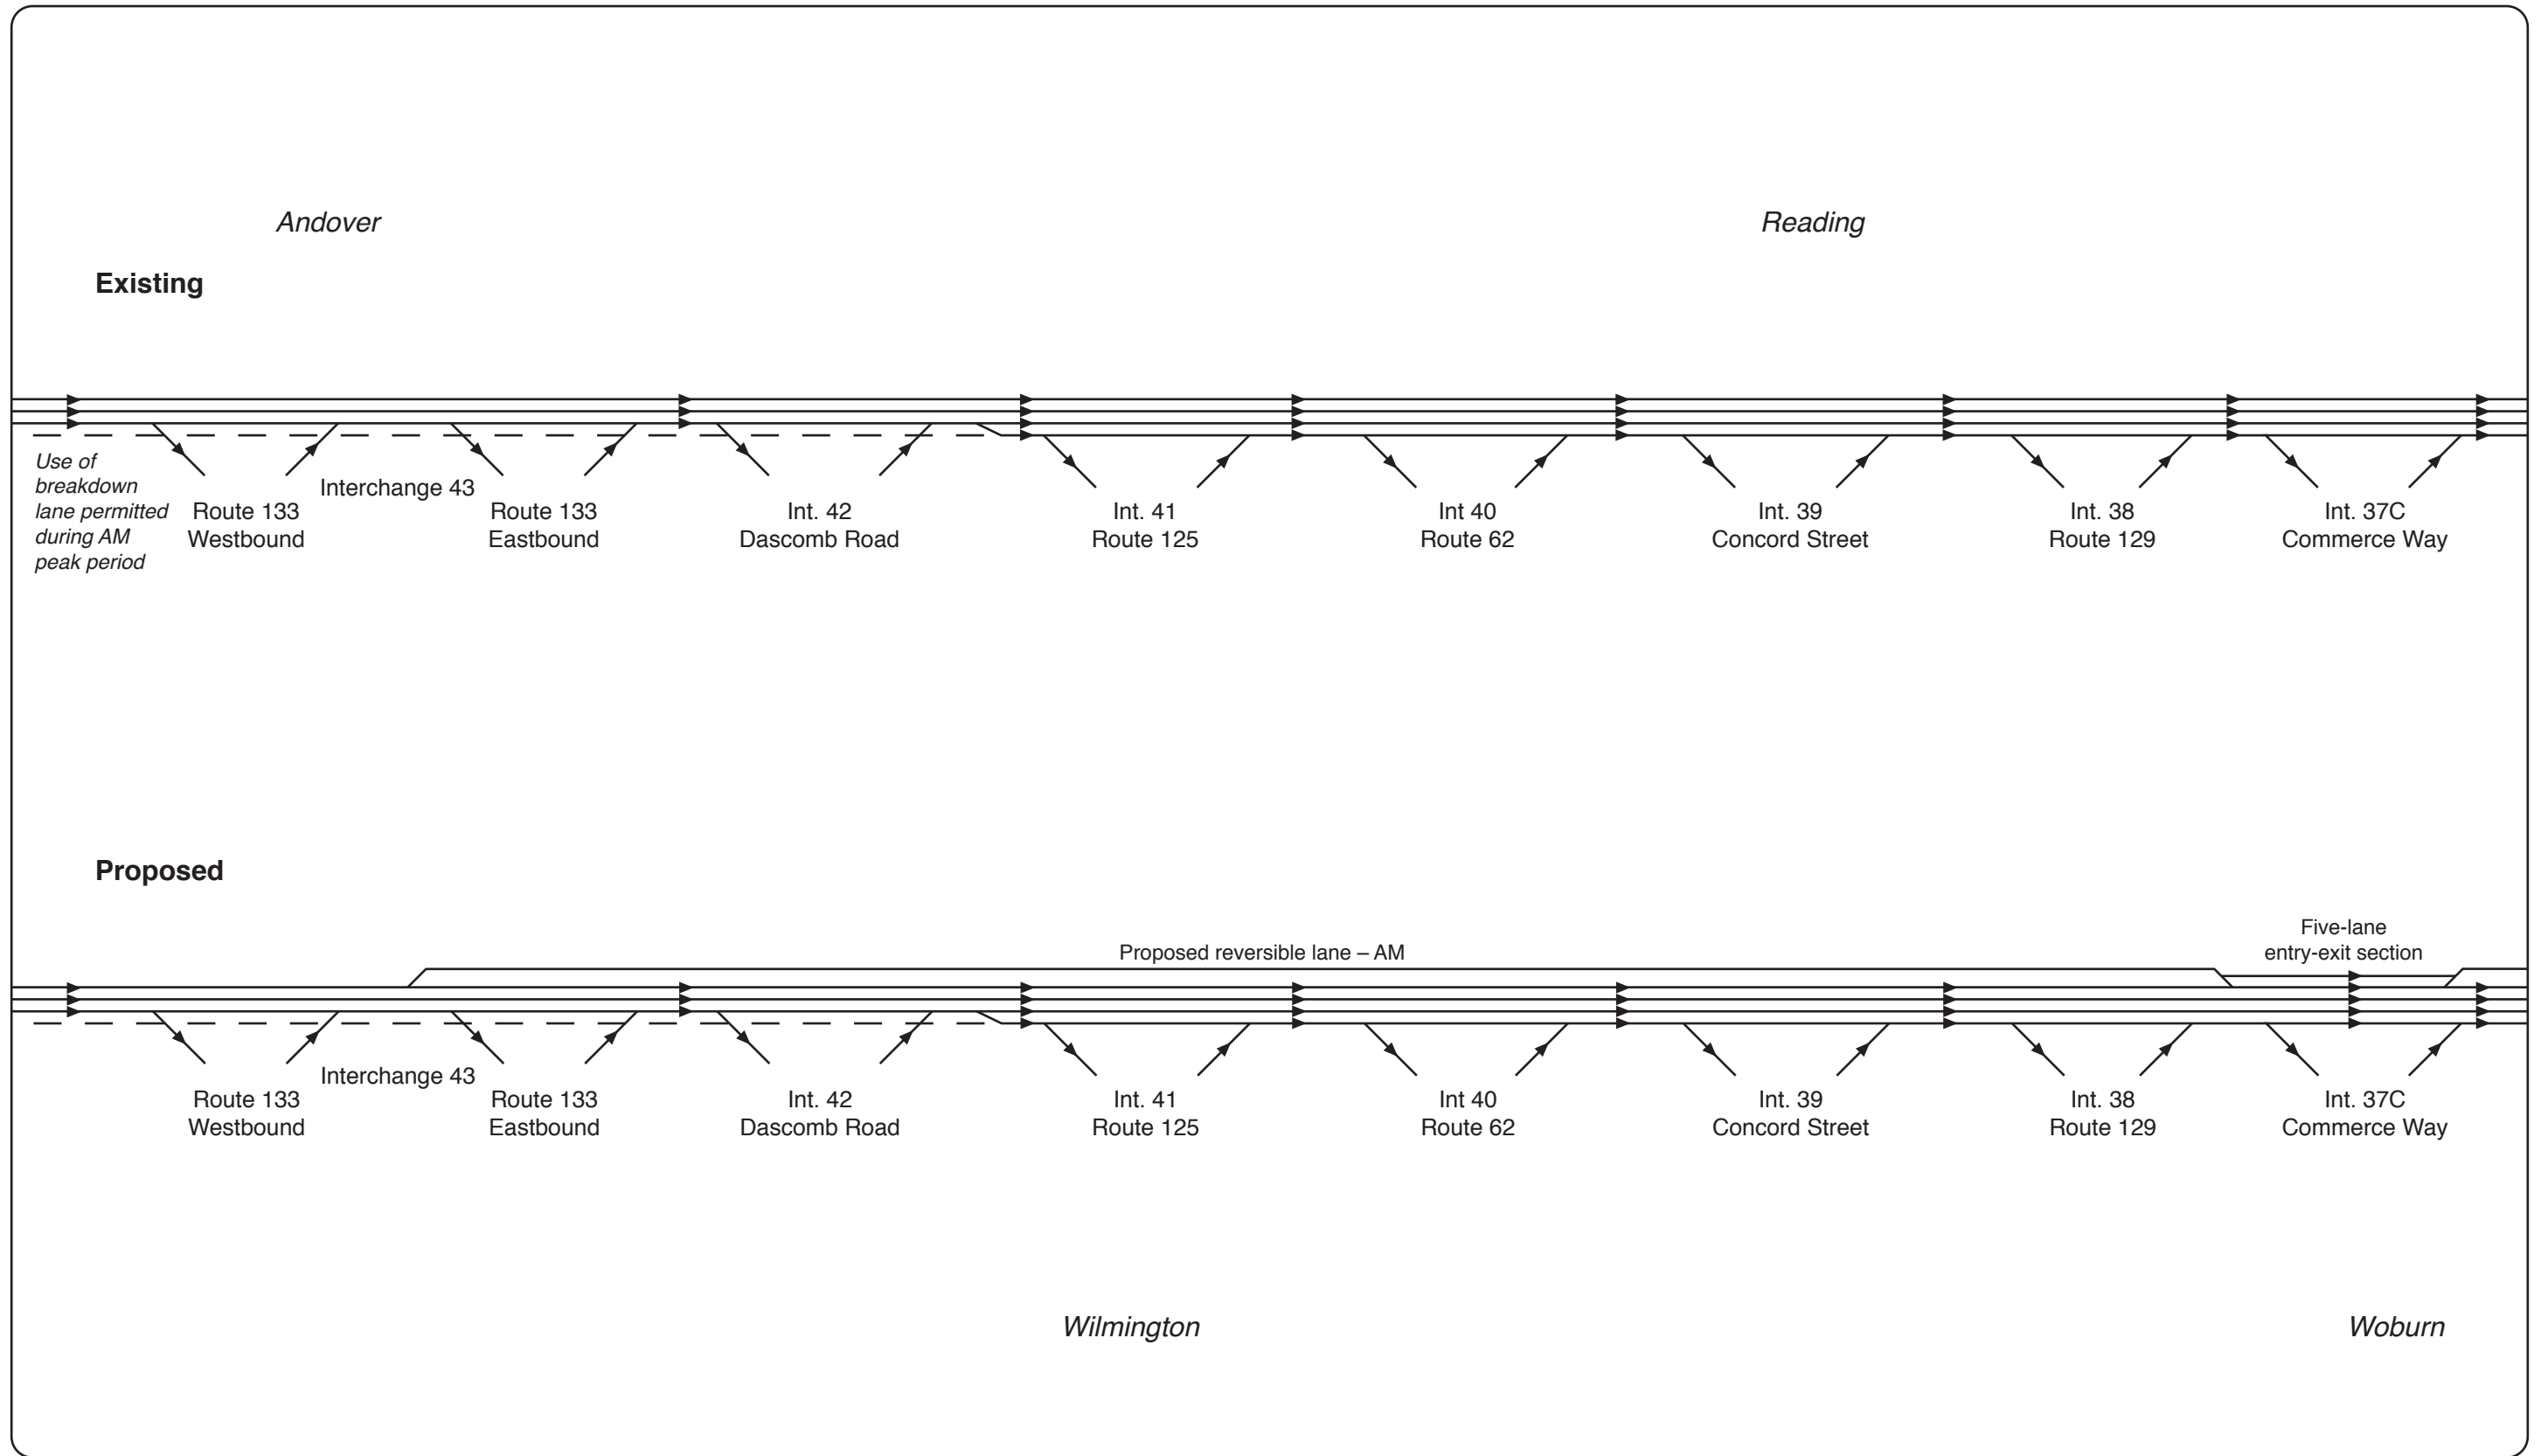 Andover
Reading
Existing
Use of
breakdown
lane permitted
during AM
peak period
Route 133
Westbound
Interchange 43
Route 133
Eastbound
Int. 42
Dascomb Road
Int. 41
Route 125
Int 40
Route 62
Int. 39
Concord Street
Int. 38
Route 129
Int. 37C
Commerce Way
Proposed
Proposed reversible lane – AM
Five-lane
entry-exit section
Route 133
Westbound
Interchange 43
Route 133
Eastbound
Int. 42
Dascomb Road
Int. 41
Route 125
Int 40
Route 62
Int. 39
Concord Street
Int. 38
Route 129
Int. 37C
Commerce Way
Wilmington
Woburn